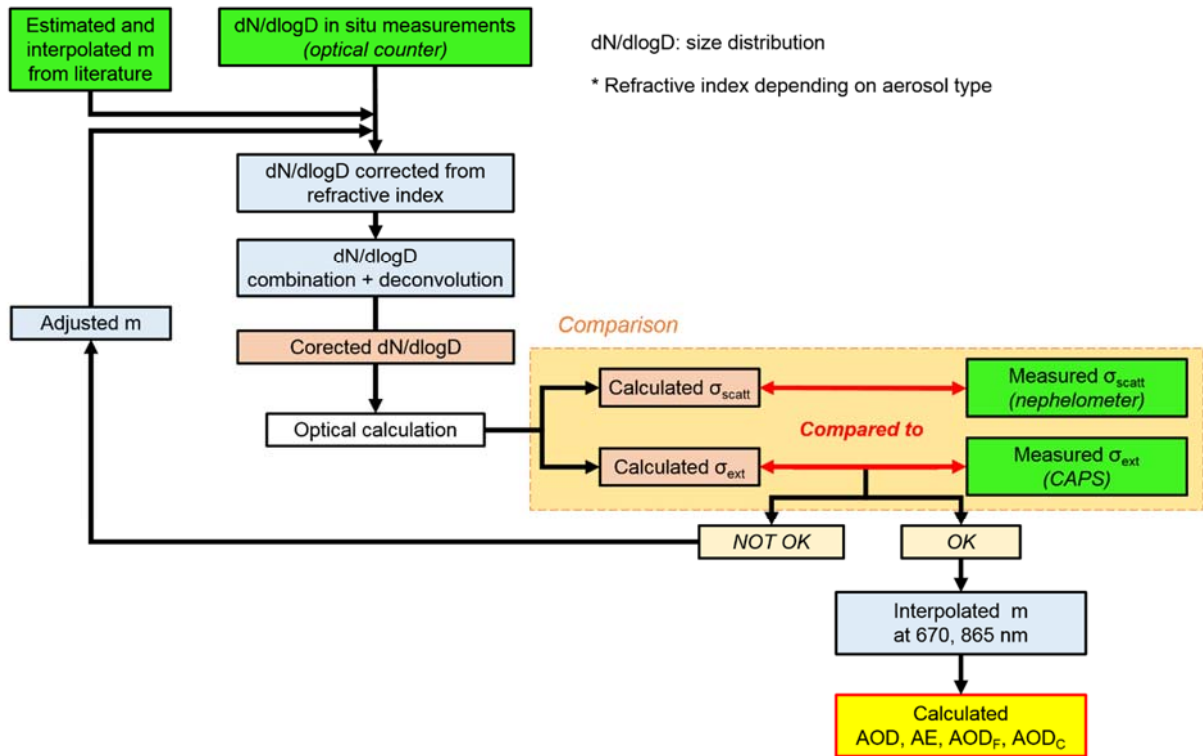 Estimated and
interpolated m
from literature
dN/dlogD in situ measurements
(optical counter)
dN/dlogD: size distribution
* Refractive index depending on aerosol type
dN/dlogD corrected from
refractive index
dN/dlogD
combination + deconvolution
Adjusted m
Corected dN/dlogD
Comparison
Optical calculation
Calculated σscatt
Measured σscatt
(nephelometer)
Compared to
Calculated σext
Measured σext
(CAPS)
NOT OK
OK
Interpolated m
at 670, 865 nm
Calculated
AOD, AE, AODF, AODC